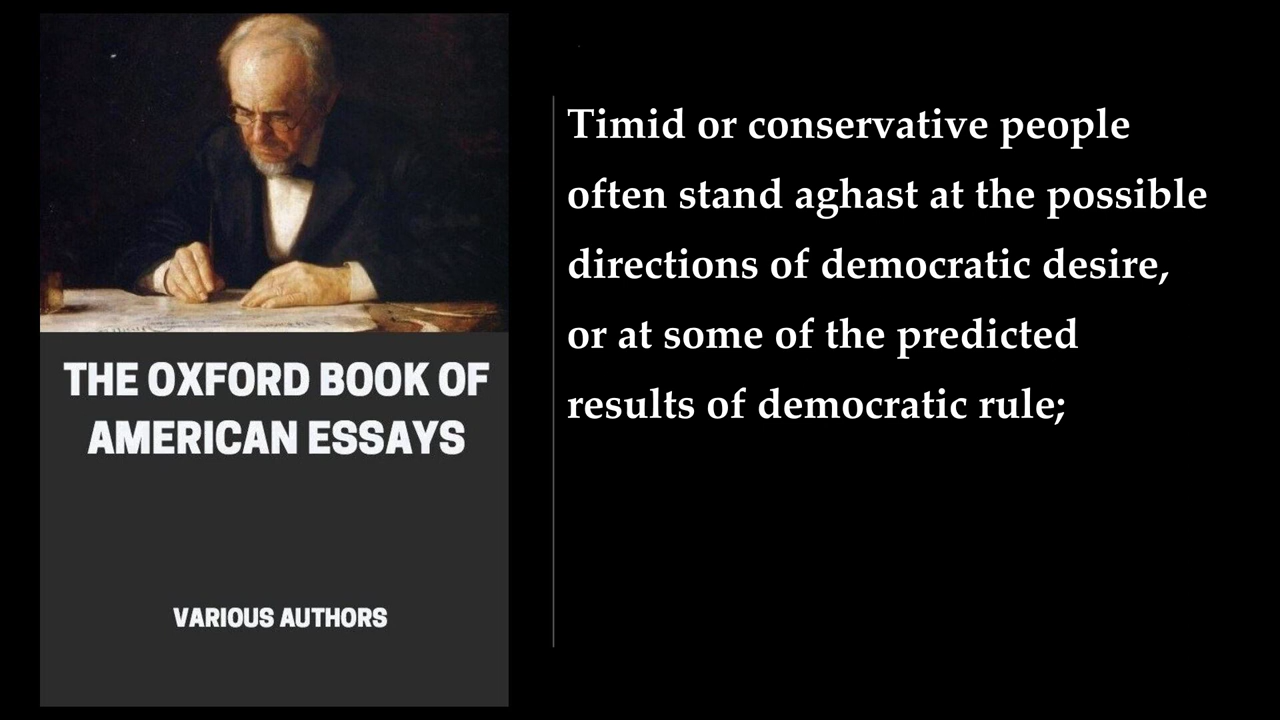 THE OXFORD BOOK OF
AMERICAN ESSAYS
VARIOUS AUTHORS
Timid or conservative people
often stand aghast at the possible
directions of democratic desire,
or at some of the predicted
results of democratic rule;